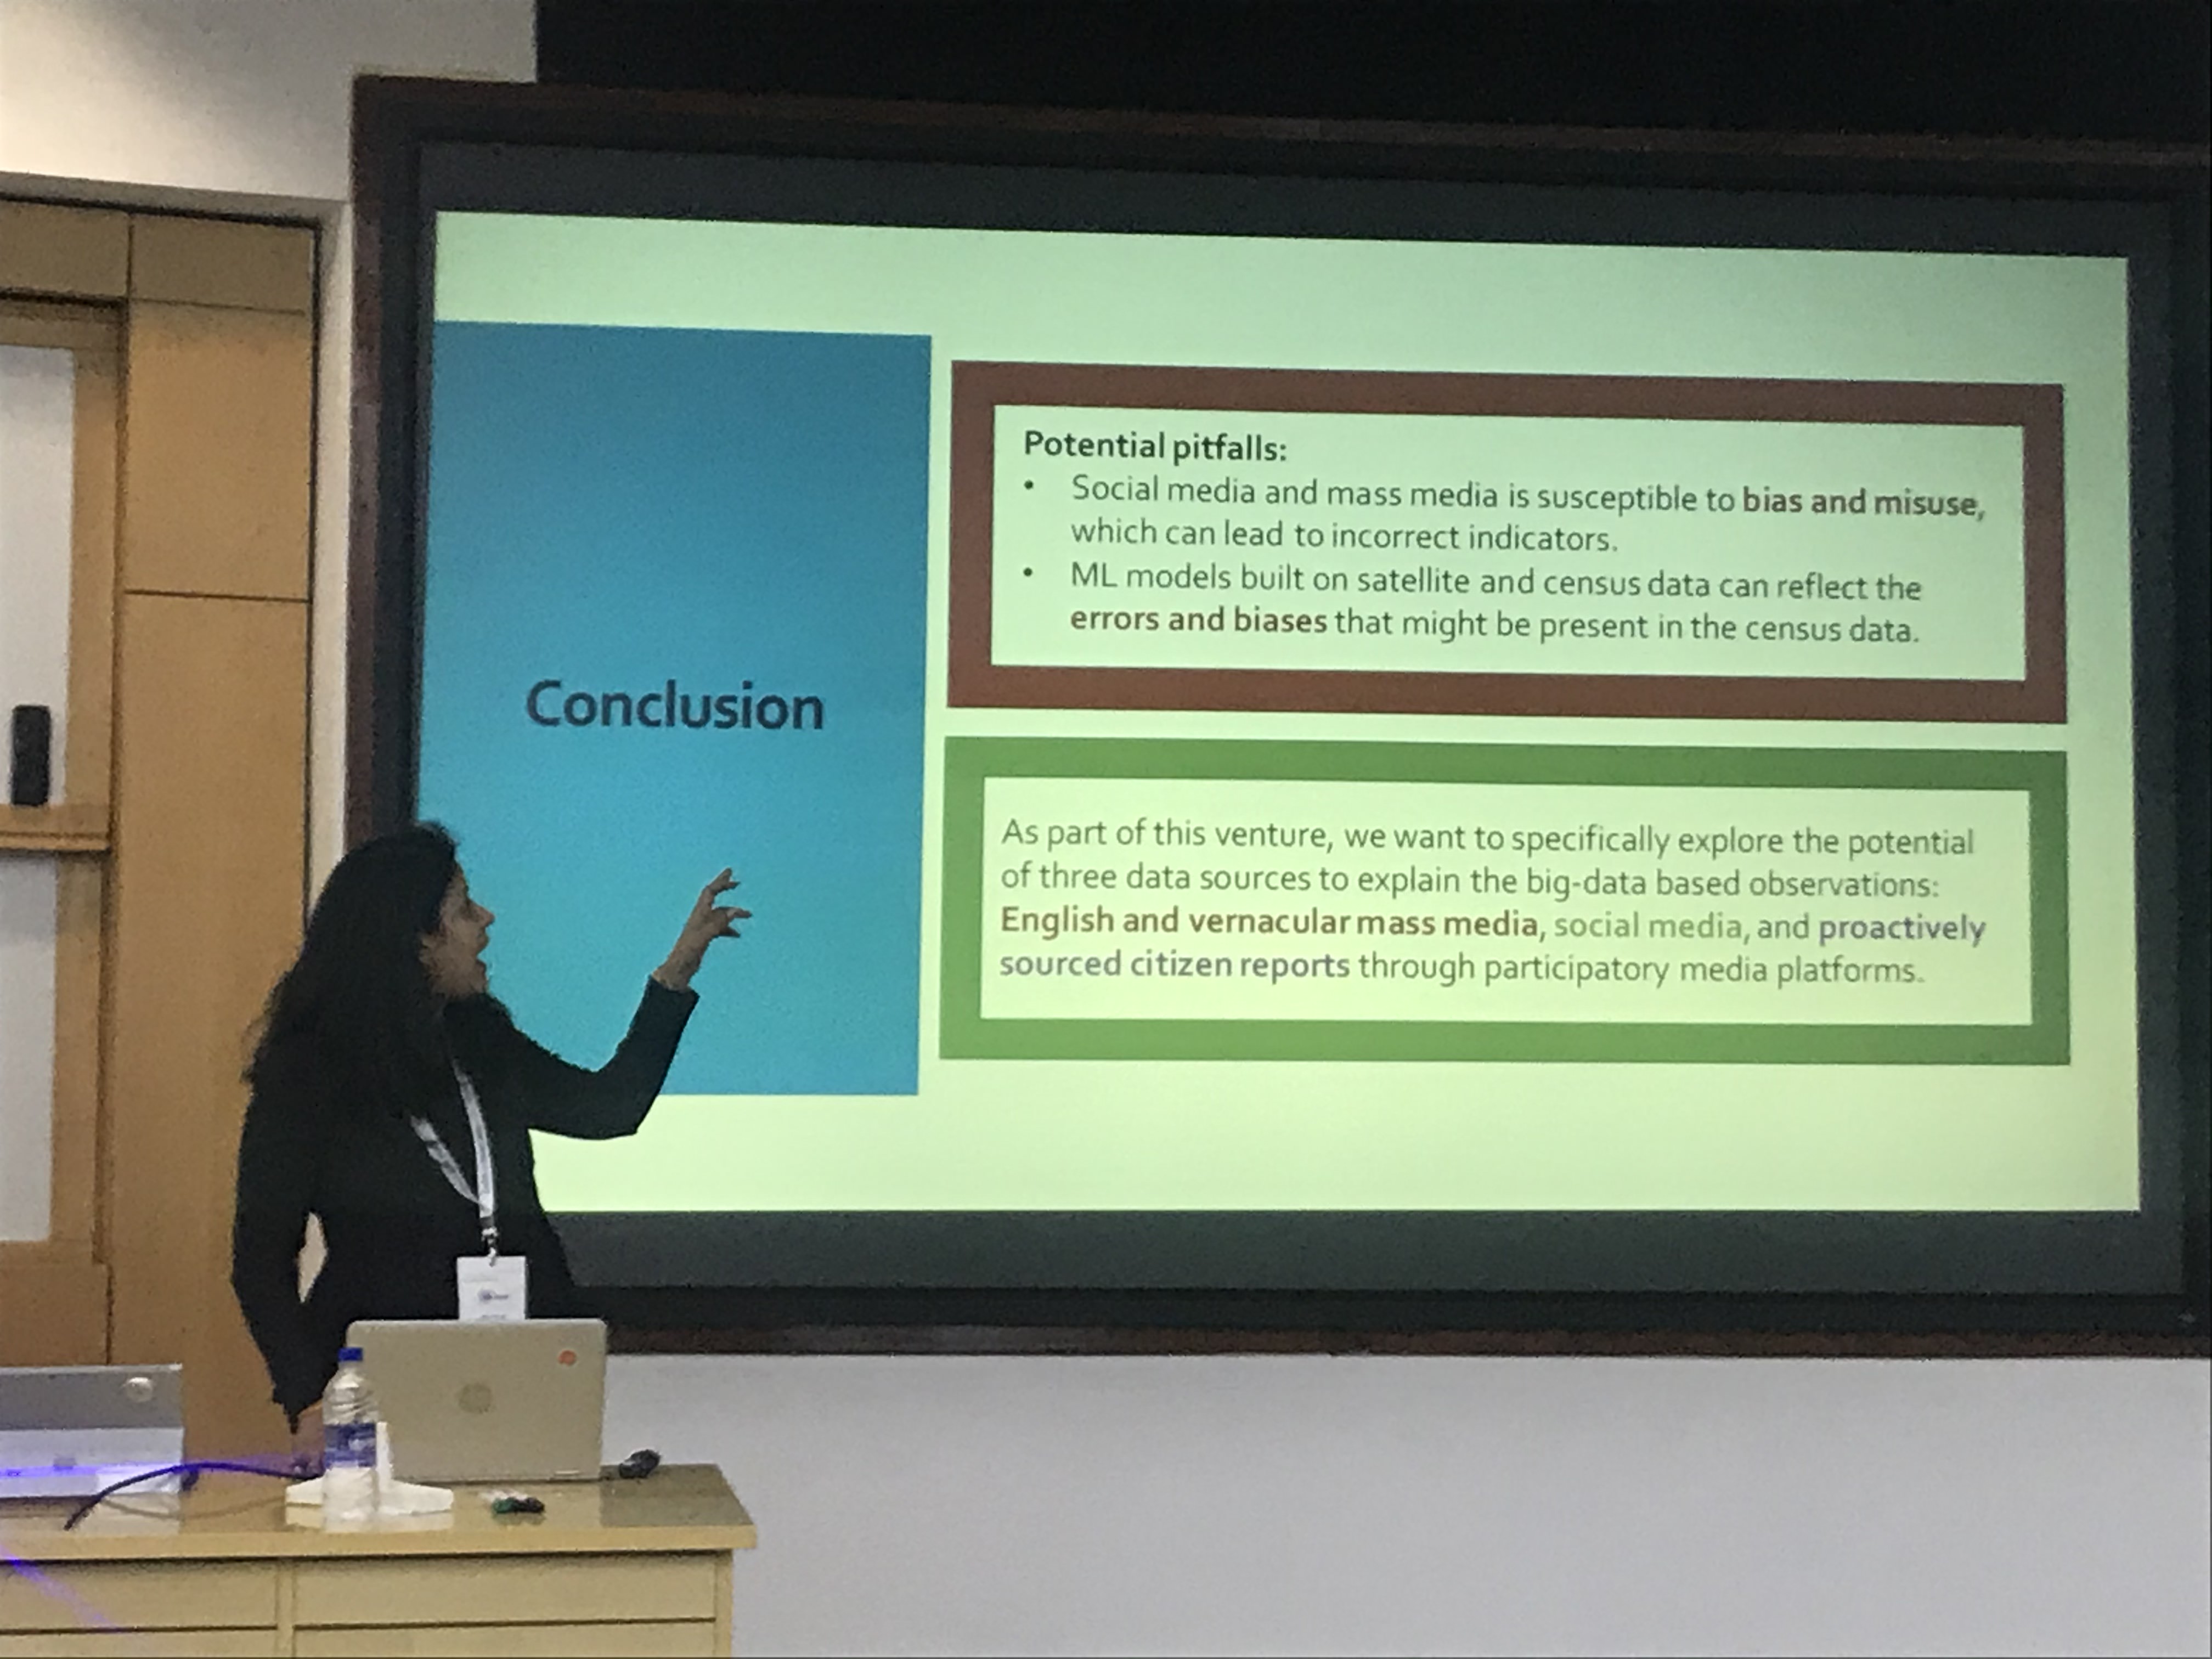 Conclusion
Potential pitfalls:
• Social media and mass media is susceptible to bias and misuse,
which can lead to incorrect indicators.
• ML models built on satellite and census data can reflect the
errors and biases that might be present in the census data.
As part of this venture, we want to specifically explore the potential
of three data sources to explain the big-data based observations:
English and vernacular mass media, social media, and proactively
sourced citizen reports through participatory media platforms.